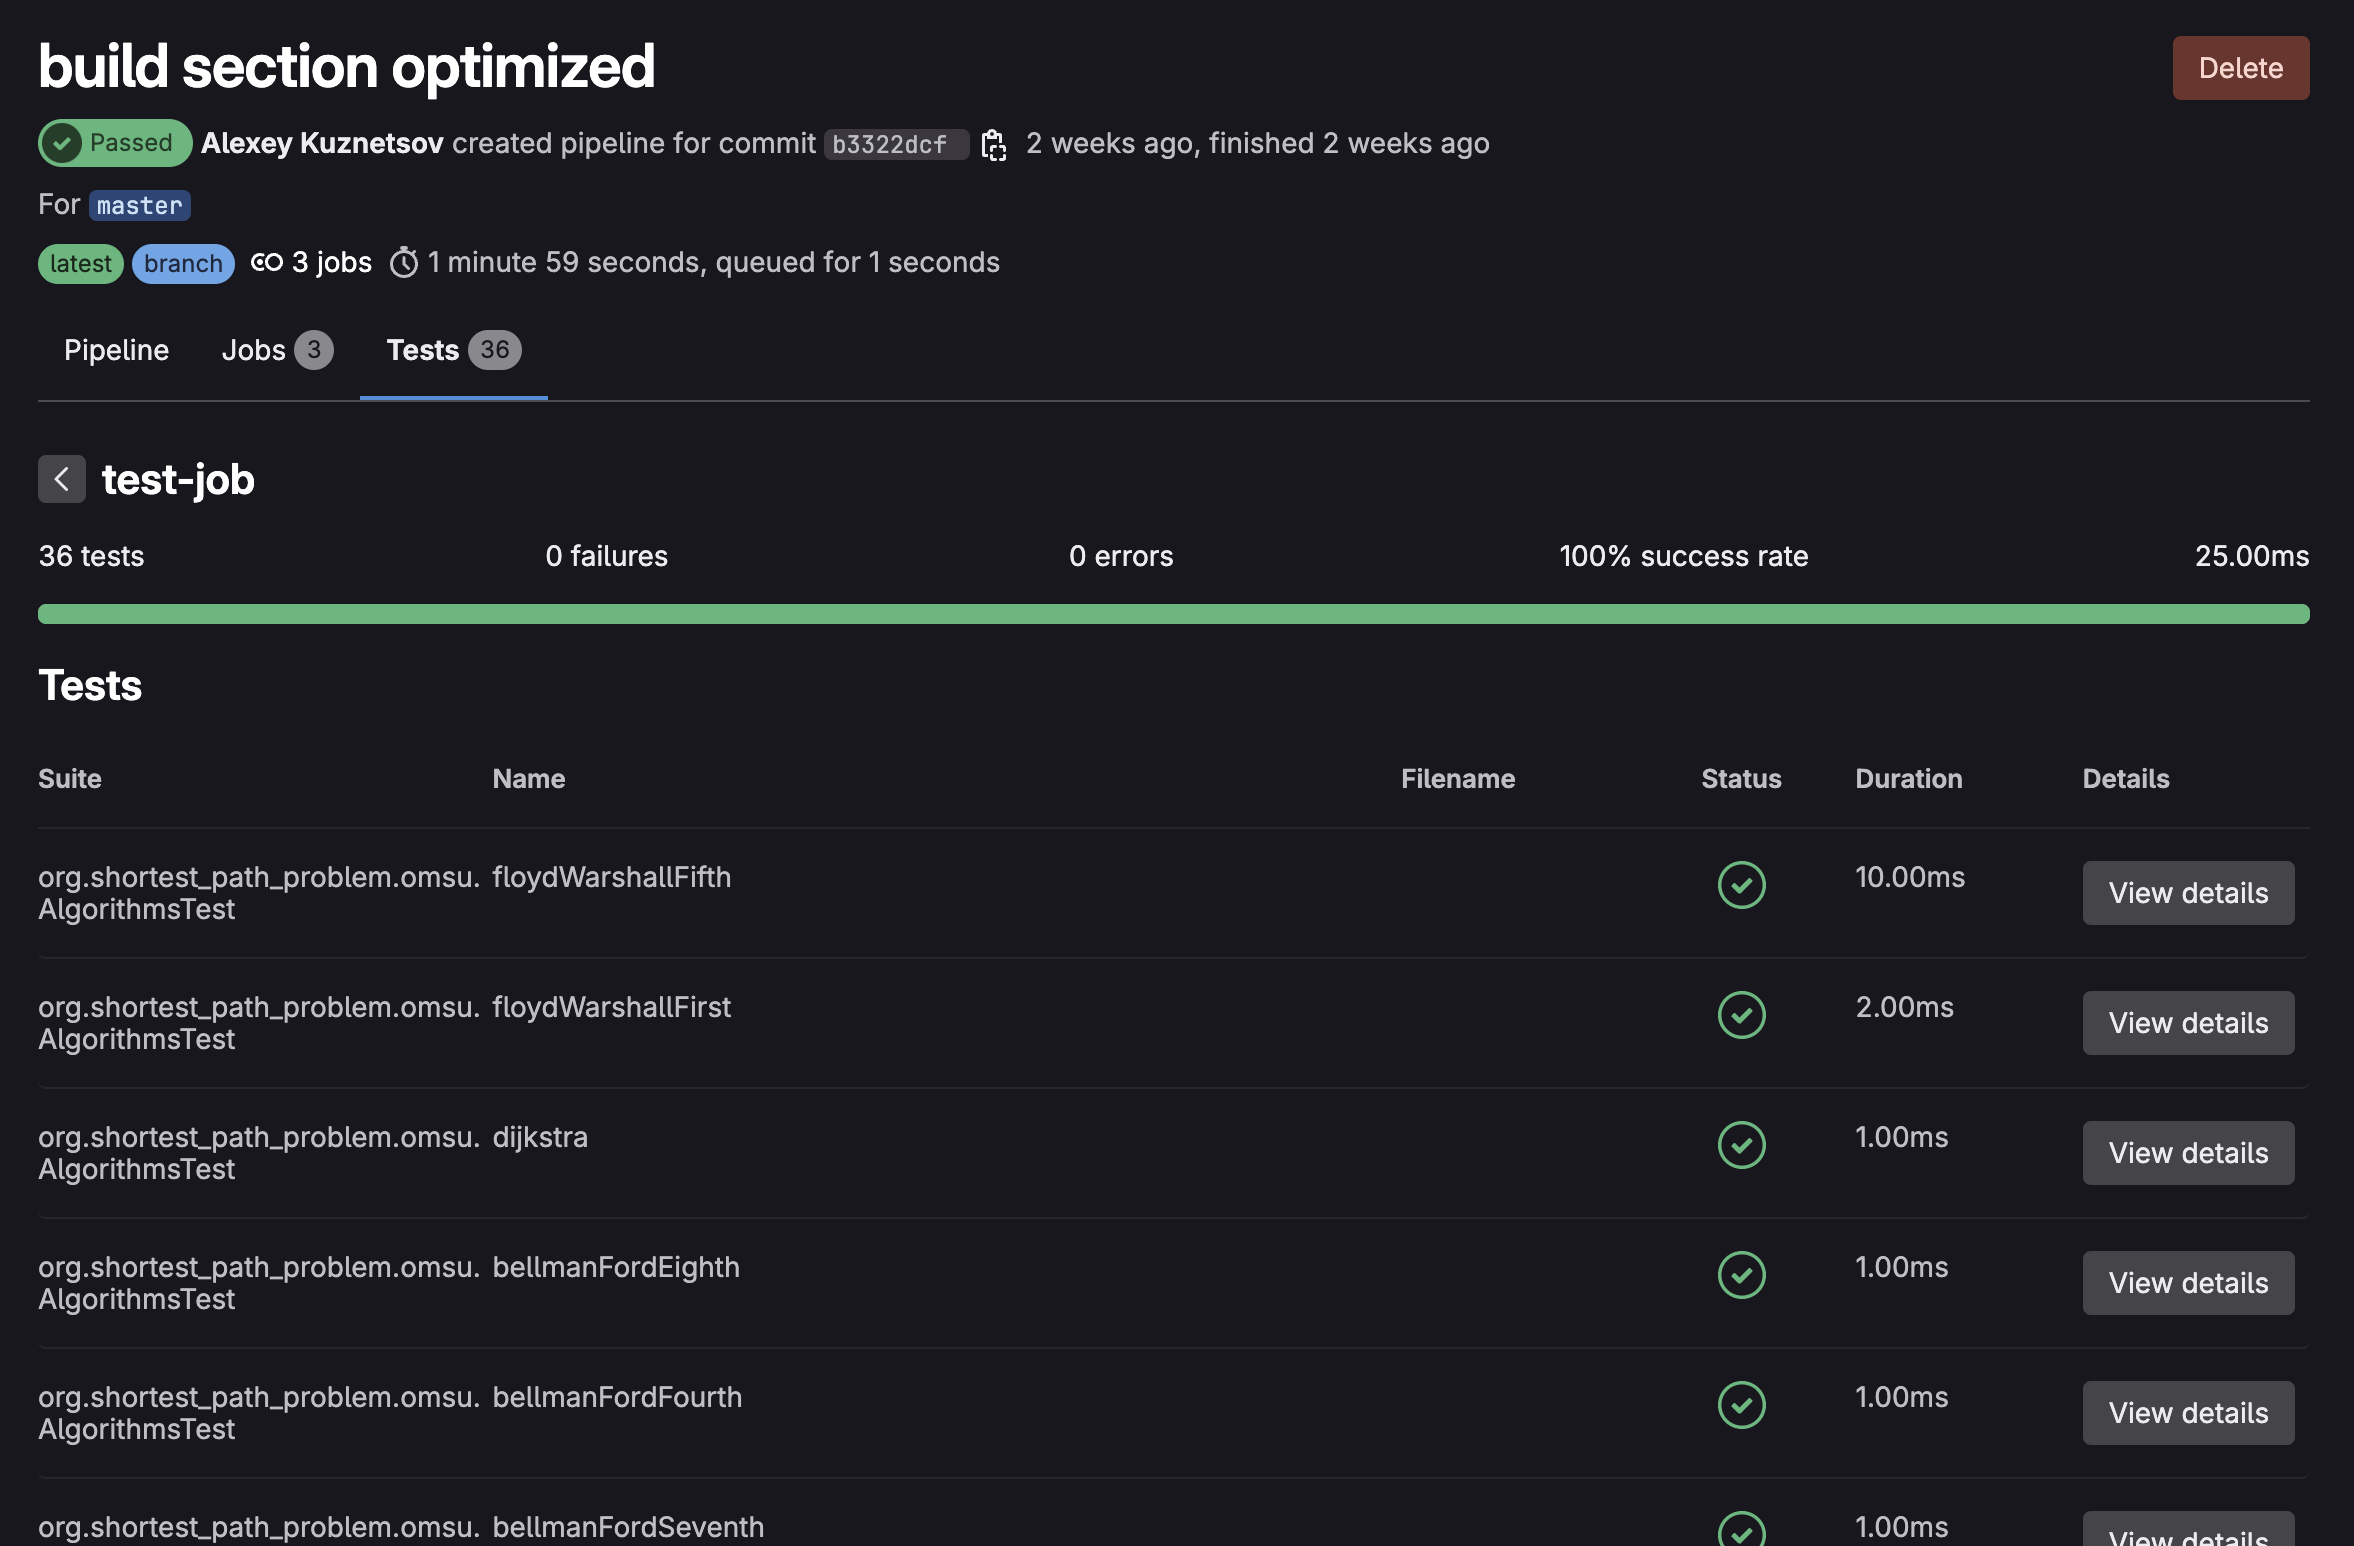 build section optimized
Delete
Passed Alexey Kuznetsov created pipeline for commit b3322dcf 2 weeks ago, finished 2 weeks ago
For master
latest branch 3 jobs 1 minute 59 seconds, queued for 1 seconds
Pipeline Jobs 3 Tests 36
test-job
36 tests 0 failures 0 errors 100% success rate 25.00ms
Tests
Suite Name Filename Status Duration Details
org.shortest_path_problem.omsu. floydWarshallFifth 10.00ms View details
AlgorithmsTest
org.shortest_path_problem.omsu. floydWarshallFirst 2.00ms View details
AlgorithmsTest
org.shortest_path_problem.omsu. dijkstra 1.00ms View details
AlgorithmsTest
org.shortest_path_problem.omsu. bellmanFordEighth 1.00ms View details
AlgorithmsTest
org.shortest_path_problem.omsu. bellmanFordFourth 1.00ms View details
AlgorithmsTest
org.shortest_path_problem.omsu. bellmanFordSeventh 1.00ms View details